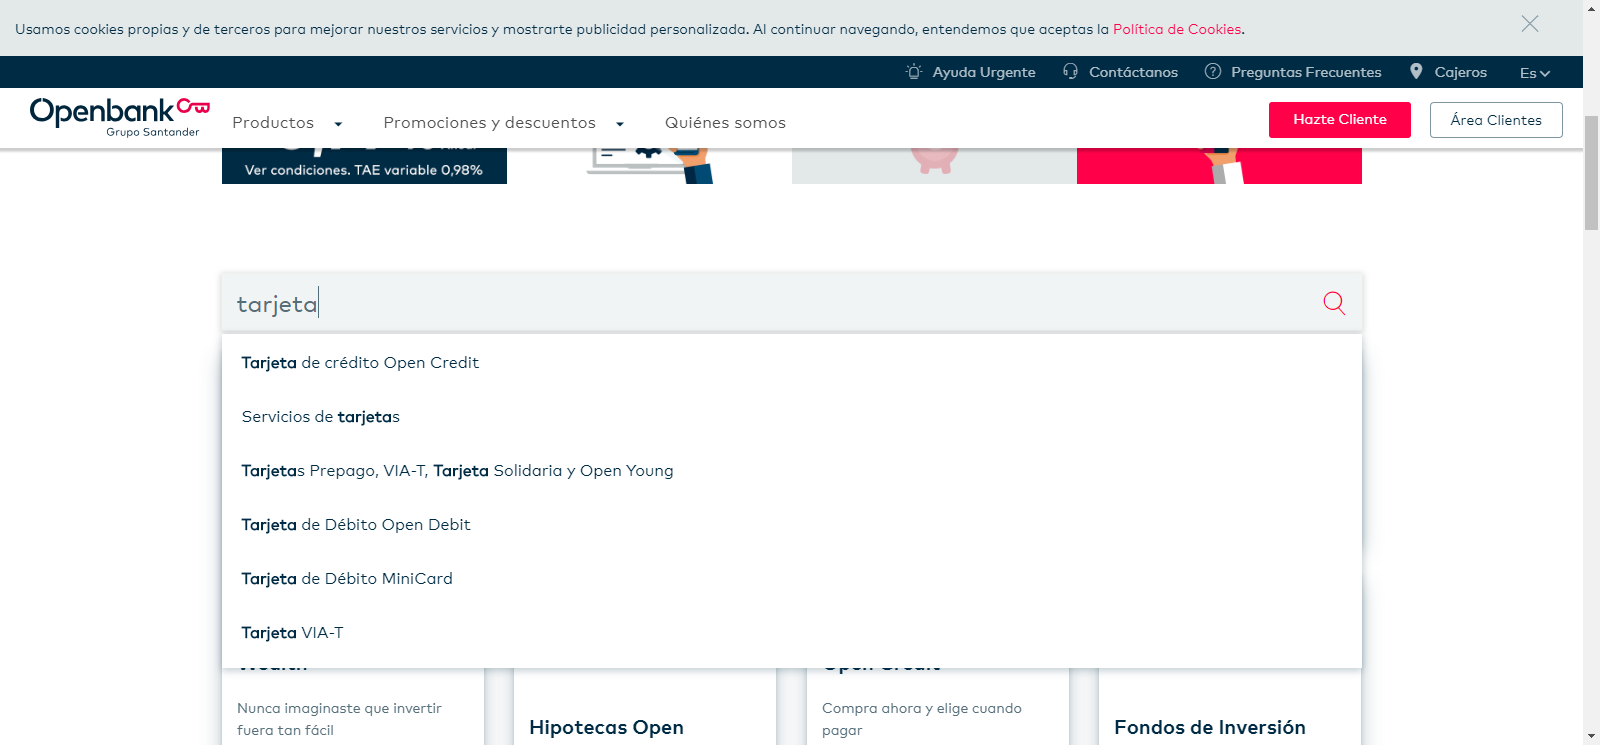 Usamos cookies propias y de terceros para mejorar nuestros servicios y mostrarte publicidad personalizada. Al continuar navegando, entendemos que aceptas la Política de Cookies.
Ayuda Urgente Contáctanos Preguntas Frecuentes Cajeros Es
Openbank
Grupo Santander
Productos Promociones y descuentos Quiénes somos Hazte Cliente Área Clientes
Ver condiciones. TAE variable 0,98%
tarjeta
Tarjeta de crédito Open Credit
Servicios de tarjetas
Tarjetas Prepago, VIA-T, Tarjeta Solidaria y Open Young
Tarjeta de Débito Open Debit
Tarjeta de Débito MiniCard
Tarjeta VIA-T
Wealth Open Credit
Nunca imaginaste que invertir
fuera tan fácil
Hipotecas Open
Compra ahora y elige cuando
pagar
Fondos de Inversión